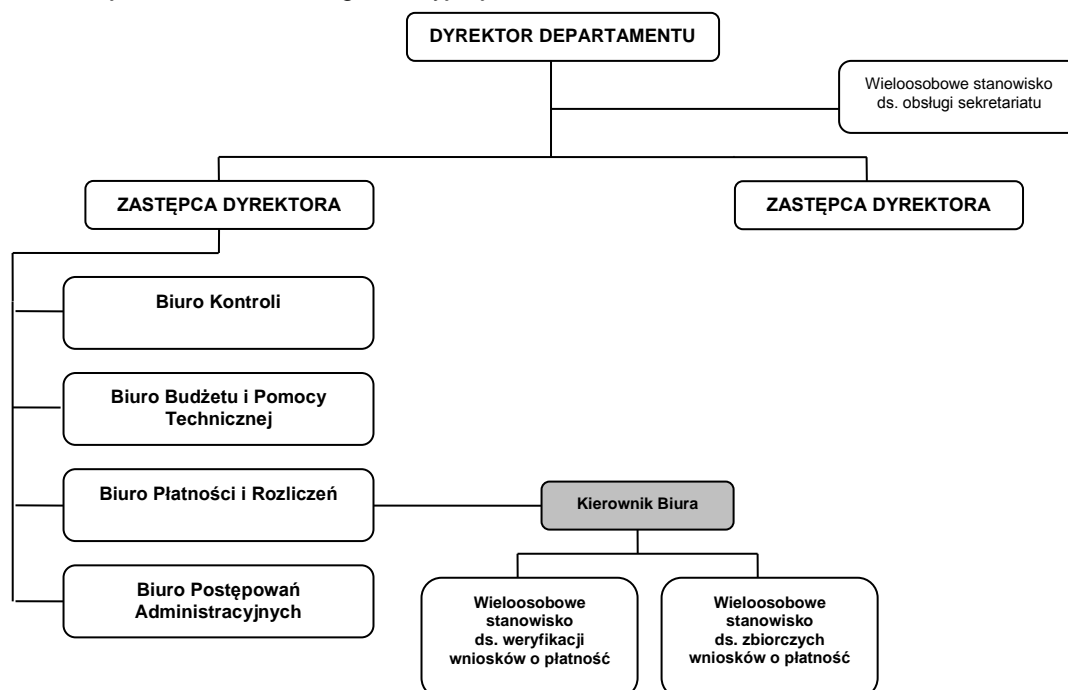 DYREKTOR DEPARTAMENTU
Wieloosobowe stanowisko
ds. obsługi sekretariatu
ZASTĘPCA DYREKTORA
ZASTĘPCA DYREKTORA
Biuro Kontroli
Biuro Budżetu i Pomocy
Technicznej
Biuro Płatności i Rozliczeń
Kierownik Biura
Biuro Postępowań
Administracyjnych
Wieloosobowe
stanowisko
ds. weryfikacji
wniosków o płatność
Wieloosobowe
stanowisko
ds. zbiorczych
wniosków o płatność